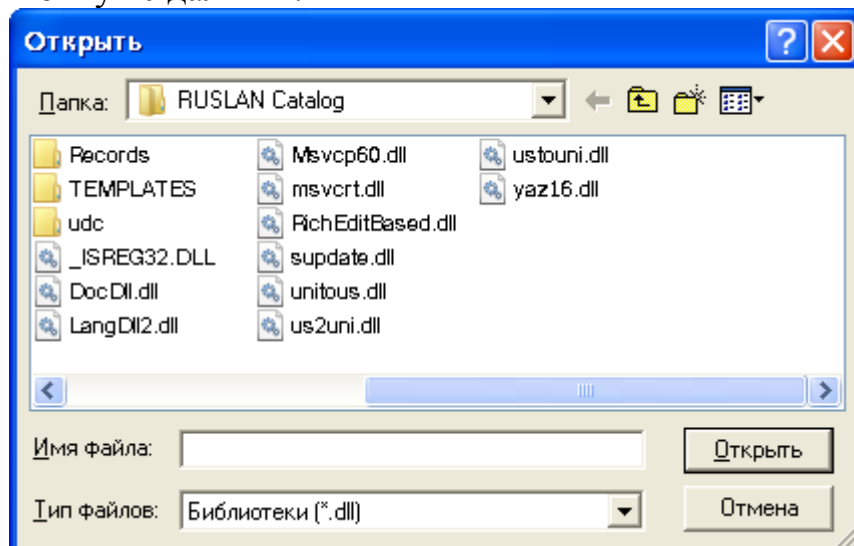 Открыть
Папка: RUSLAN Catalog
Records Msvcp60.dll ustouni.dll
TEMPLATES msvcrt.dll yaz16.dll
udc RichEditBased.dll
_ISREG32.DLL supdate.dll
DocDll.dll unitous.dll
LangDll2.dll us2uni.dll
Имя файла: Открыть
Тип файлов: Библиотеки (*.dll) Отмена